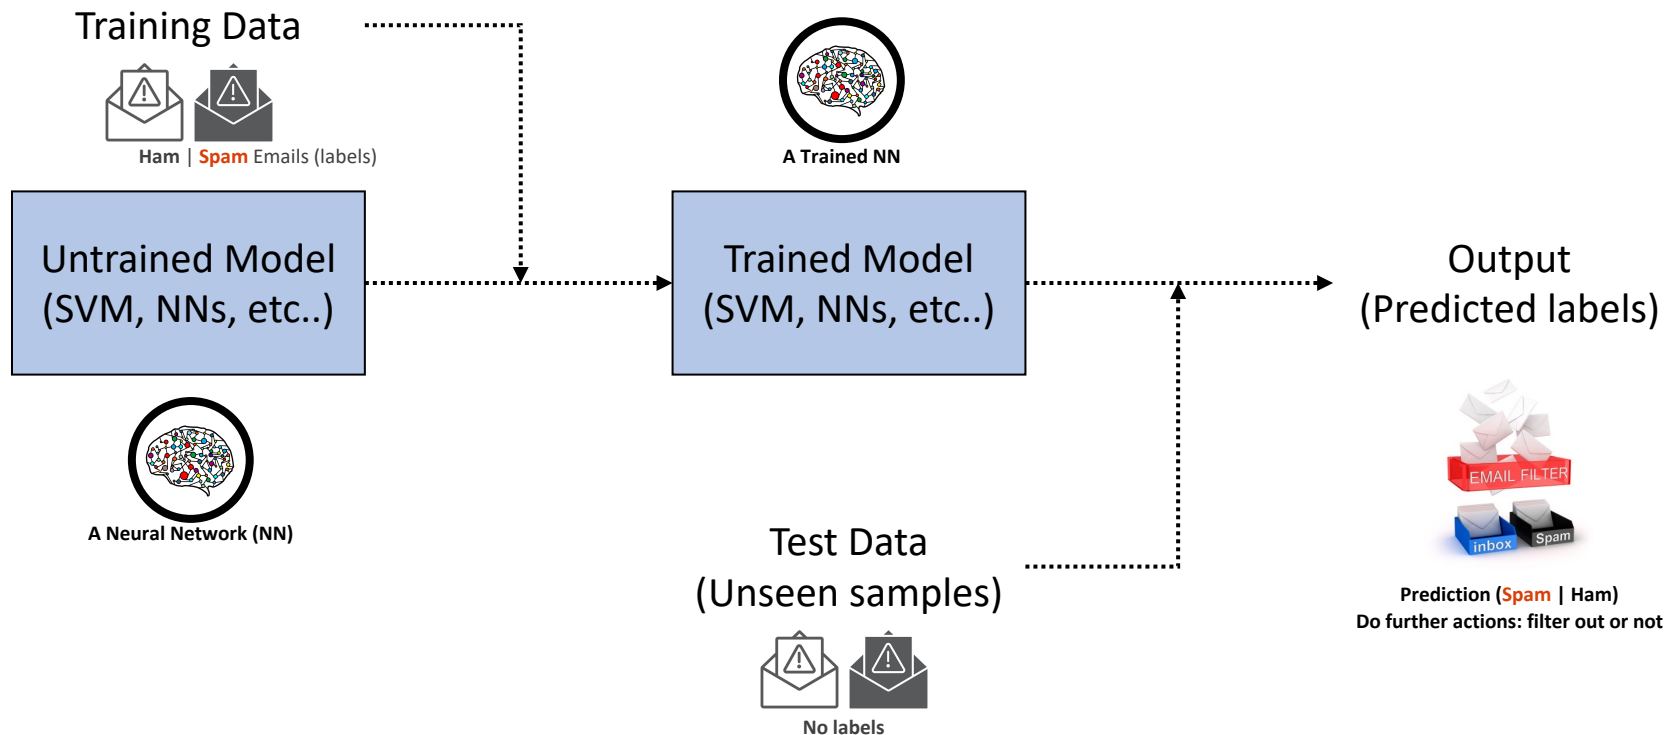 Training Data
Ham | Spam Emails (labels)
A Trained NN
Untrained Model
(SVM, NNs, etc..)
Trained Model
(SVM, NNs, etc..)
Output
(Predicted labels)
A Neural Network (NN)
EMAIL FILTER
inbox
Spam
Test Data
(Unseen samples)
No labels
Prediction (Spam | Ham)
Do further actions: filter out or not